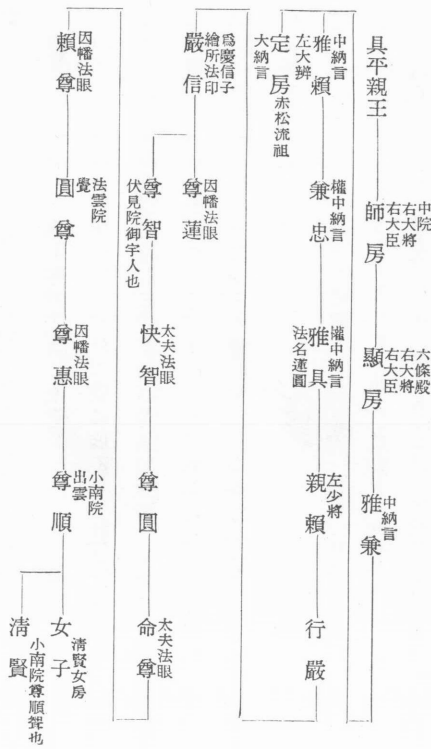 具平親王
中院
右大將
右大臣
師房
六條殿
右大將
右大臣
顯房
中納言
雅兼
中納言
雅賴
左大辨
權中納言
兼忠
權中納言
雅具
法名蓮圓
左少將
親賴
行嚴
定房
赤松流祖
大納言
爲慶信子
繪所法印
嚴信
因幡法眼
尊蓮
尊智
伏見院御宇人也
太夫法眼
快智
尊圓
太夫法眼
命尊
因幡法眼
賴尊
法雲院
覺
圓尊
因幡法眼
尊惠
小南院
出雲
尊順
清賢女房
女子
小南院尊順聟也
清賢